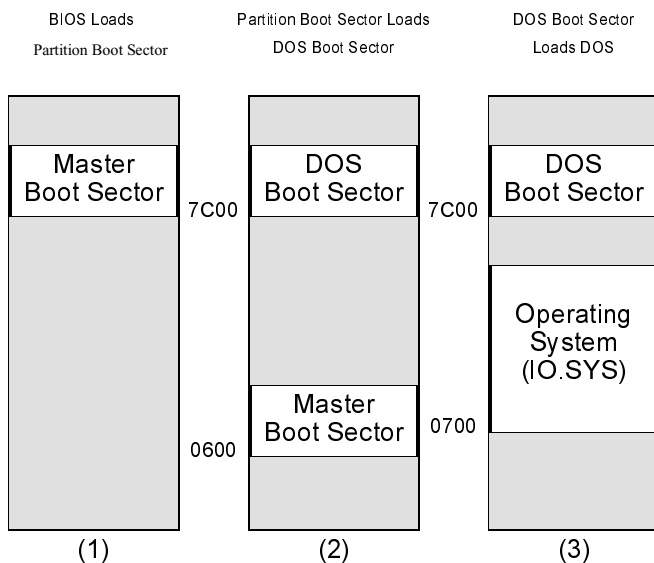 BIOS Loads
Partition Boot Sector
Partition Boot Sector Loads
DOS Boot Sector
DOS Boot Sector
Loads DOS
Master
Boot Sector
7C00
DOS
Boot Sector
7C00
DOS
Boot Sector
Operating
System
(IO.SYS)
Master
Boot Sector
0600
0700
(1)
(2)
(3)